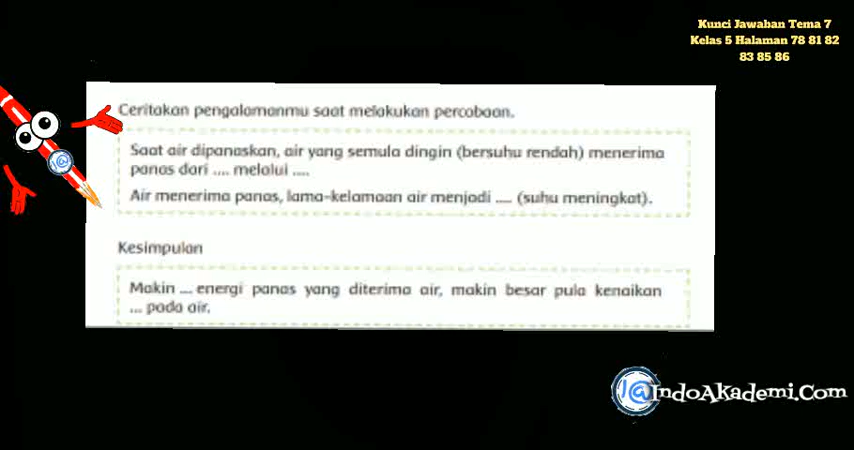 Kunci Jawaban Tema 7
Kelas 5 Halaman 78 81 82
83 85 86
Ceritakan pengalamanmu saat melakukan percobaan.
Saat air dipanaskan, air yang semula dingin (bersuhu rendah) menerima
panas dari .... melalui ....
Air menerima panas, lama-kelamaan air menjadi .... (suhu meningkat).
Kesimpulan
Makin ... energi panas yang diterima air, makin besar pula kenaikan
... pada air.
IndoAkademi.Com